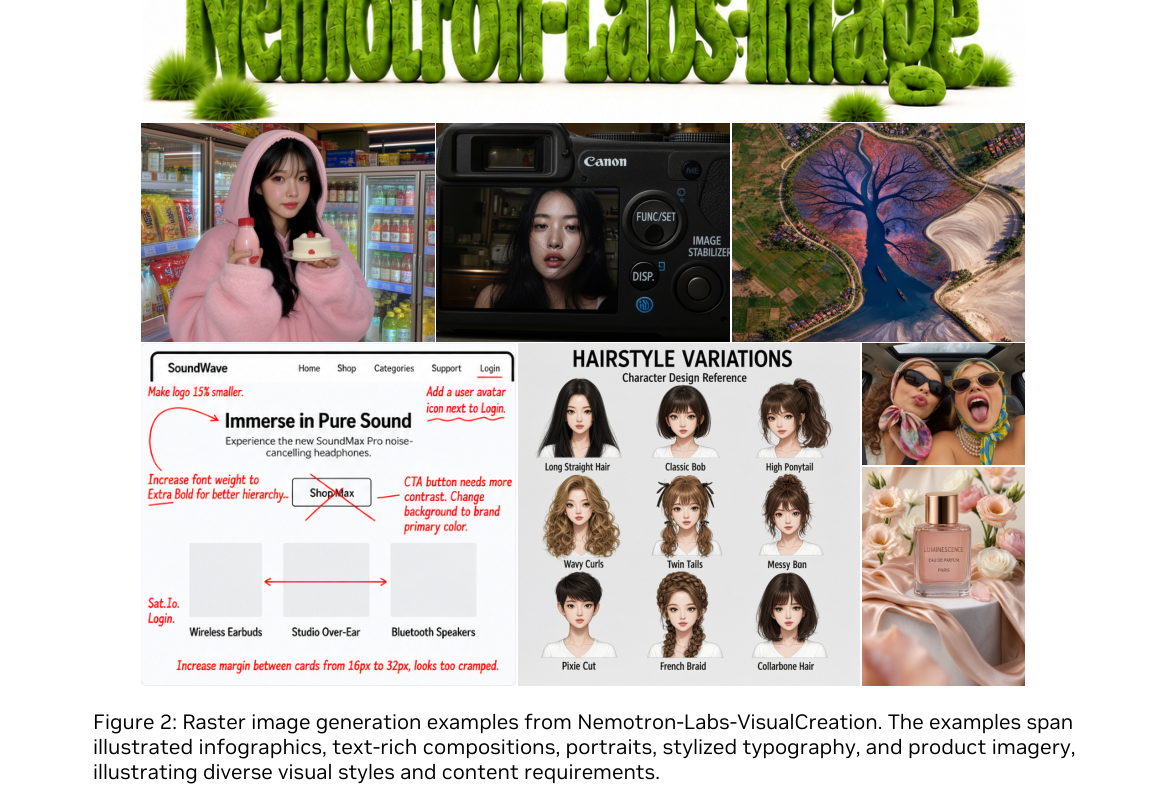 Nemotron-Labs-Image
Canon
FUNC/SET
IMAGE
STABILIZER
DISP.
SoundWave
Home Shop Categories Support Login
Make logo 15% smaller.
Add a user avatar
icon next to Login.
Immerse in Pure Sound
Experience the new SoundMax Pro noise-
cancelling headphones.
Increase font weight to
Extra Bold for better hierarchy...
Shop Max
CTA button needs more
contrast. Change
background to brand
primary color.
Sat.Io.
Login.
Wireless Earbuds Studio Over-Ear Bluetooth Speakers
Increase margin between cards from 16px to 32px, looks too cramped.
HAIRSTYLE VARIATIONS
Character Design Reference
Long Straight Hair Classic Bob High Ponytail
Wavy Curls Twin Tails Messy Bon
Pixie Cut French Braid Collarbone Hair
LUMINESCENCE
EAU DE PARFUM
PARIS
Figure 2: Raster image generation examples from Nemotron-Labs-VisualCreation. The examples span
illustrated infographics, text-rich compositions, portraits, stylized typography, and product imagery,
illustrating diverse visual styles and content requirements.